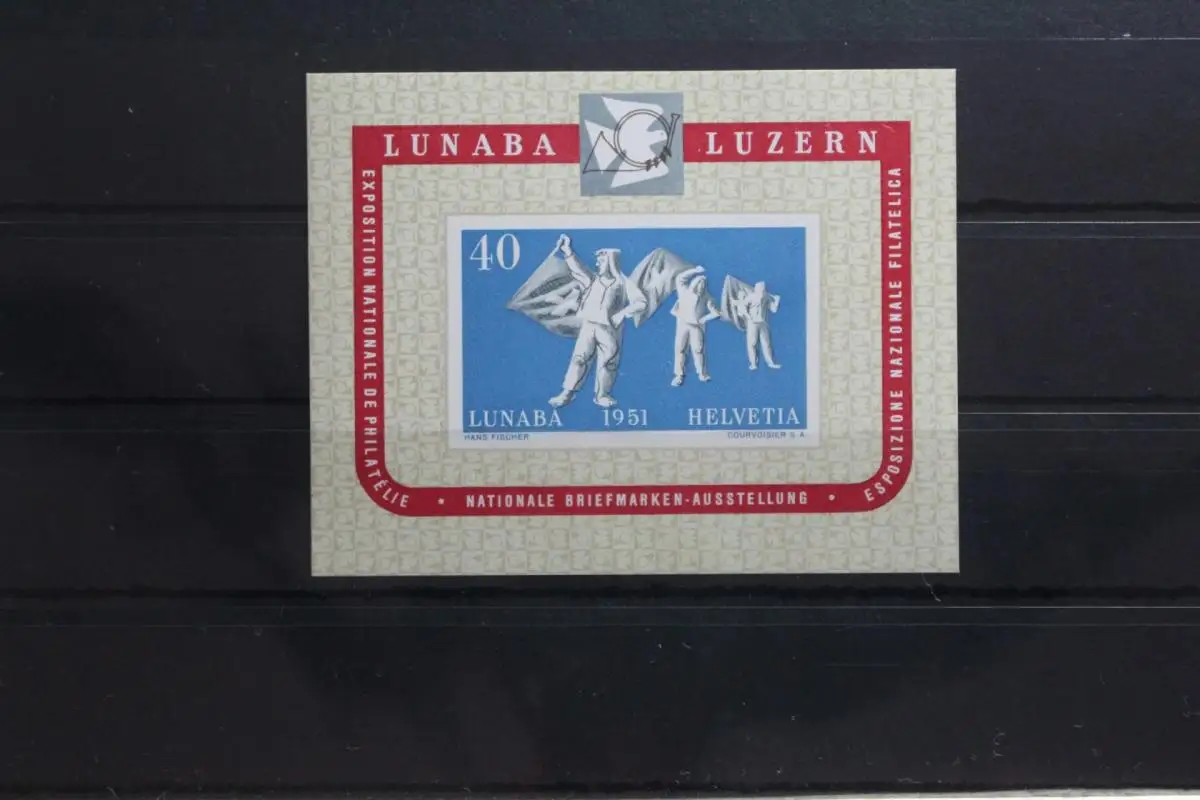 LUNABA LUZERN
EXPOSITION NATIONALE DE PHILATÉLIE
40
LUNABA 1951 HELVETIA
HANS FISCHER COURVOISIER S A
• NATIONALE BRIEFMARKEN-AUSSTELLUNG •
ESPOSIZIONE NAZIONALE FILATELICA